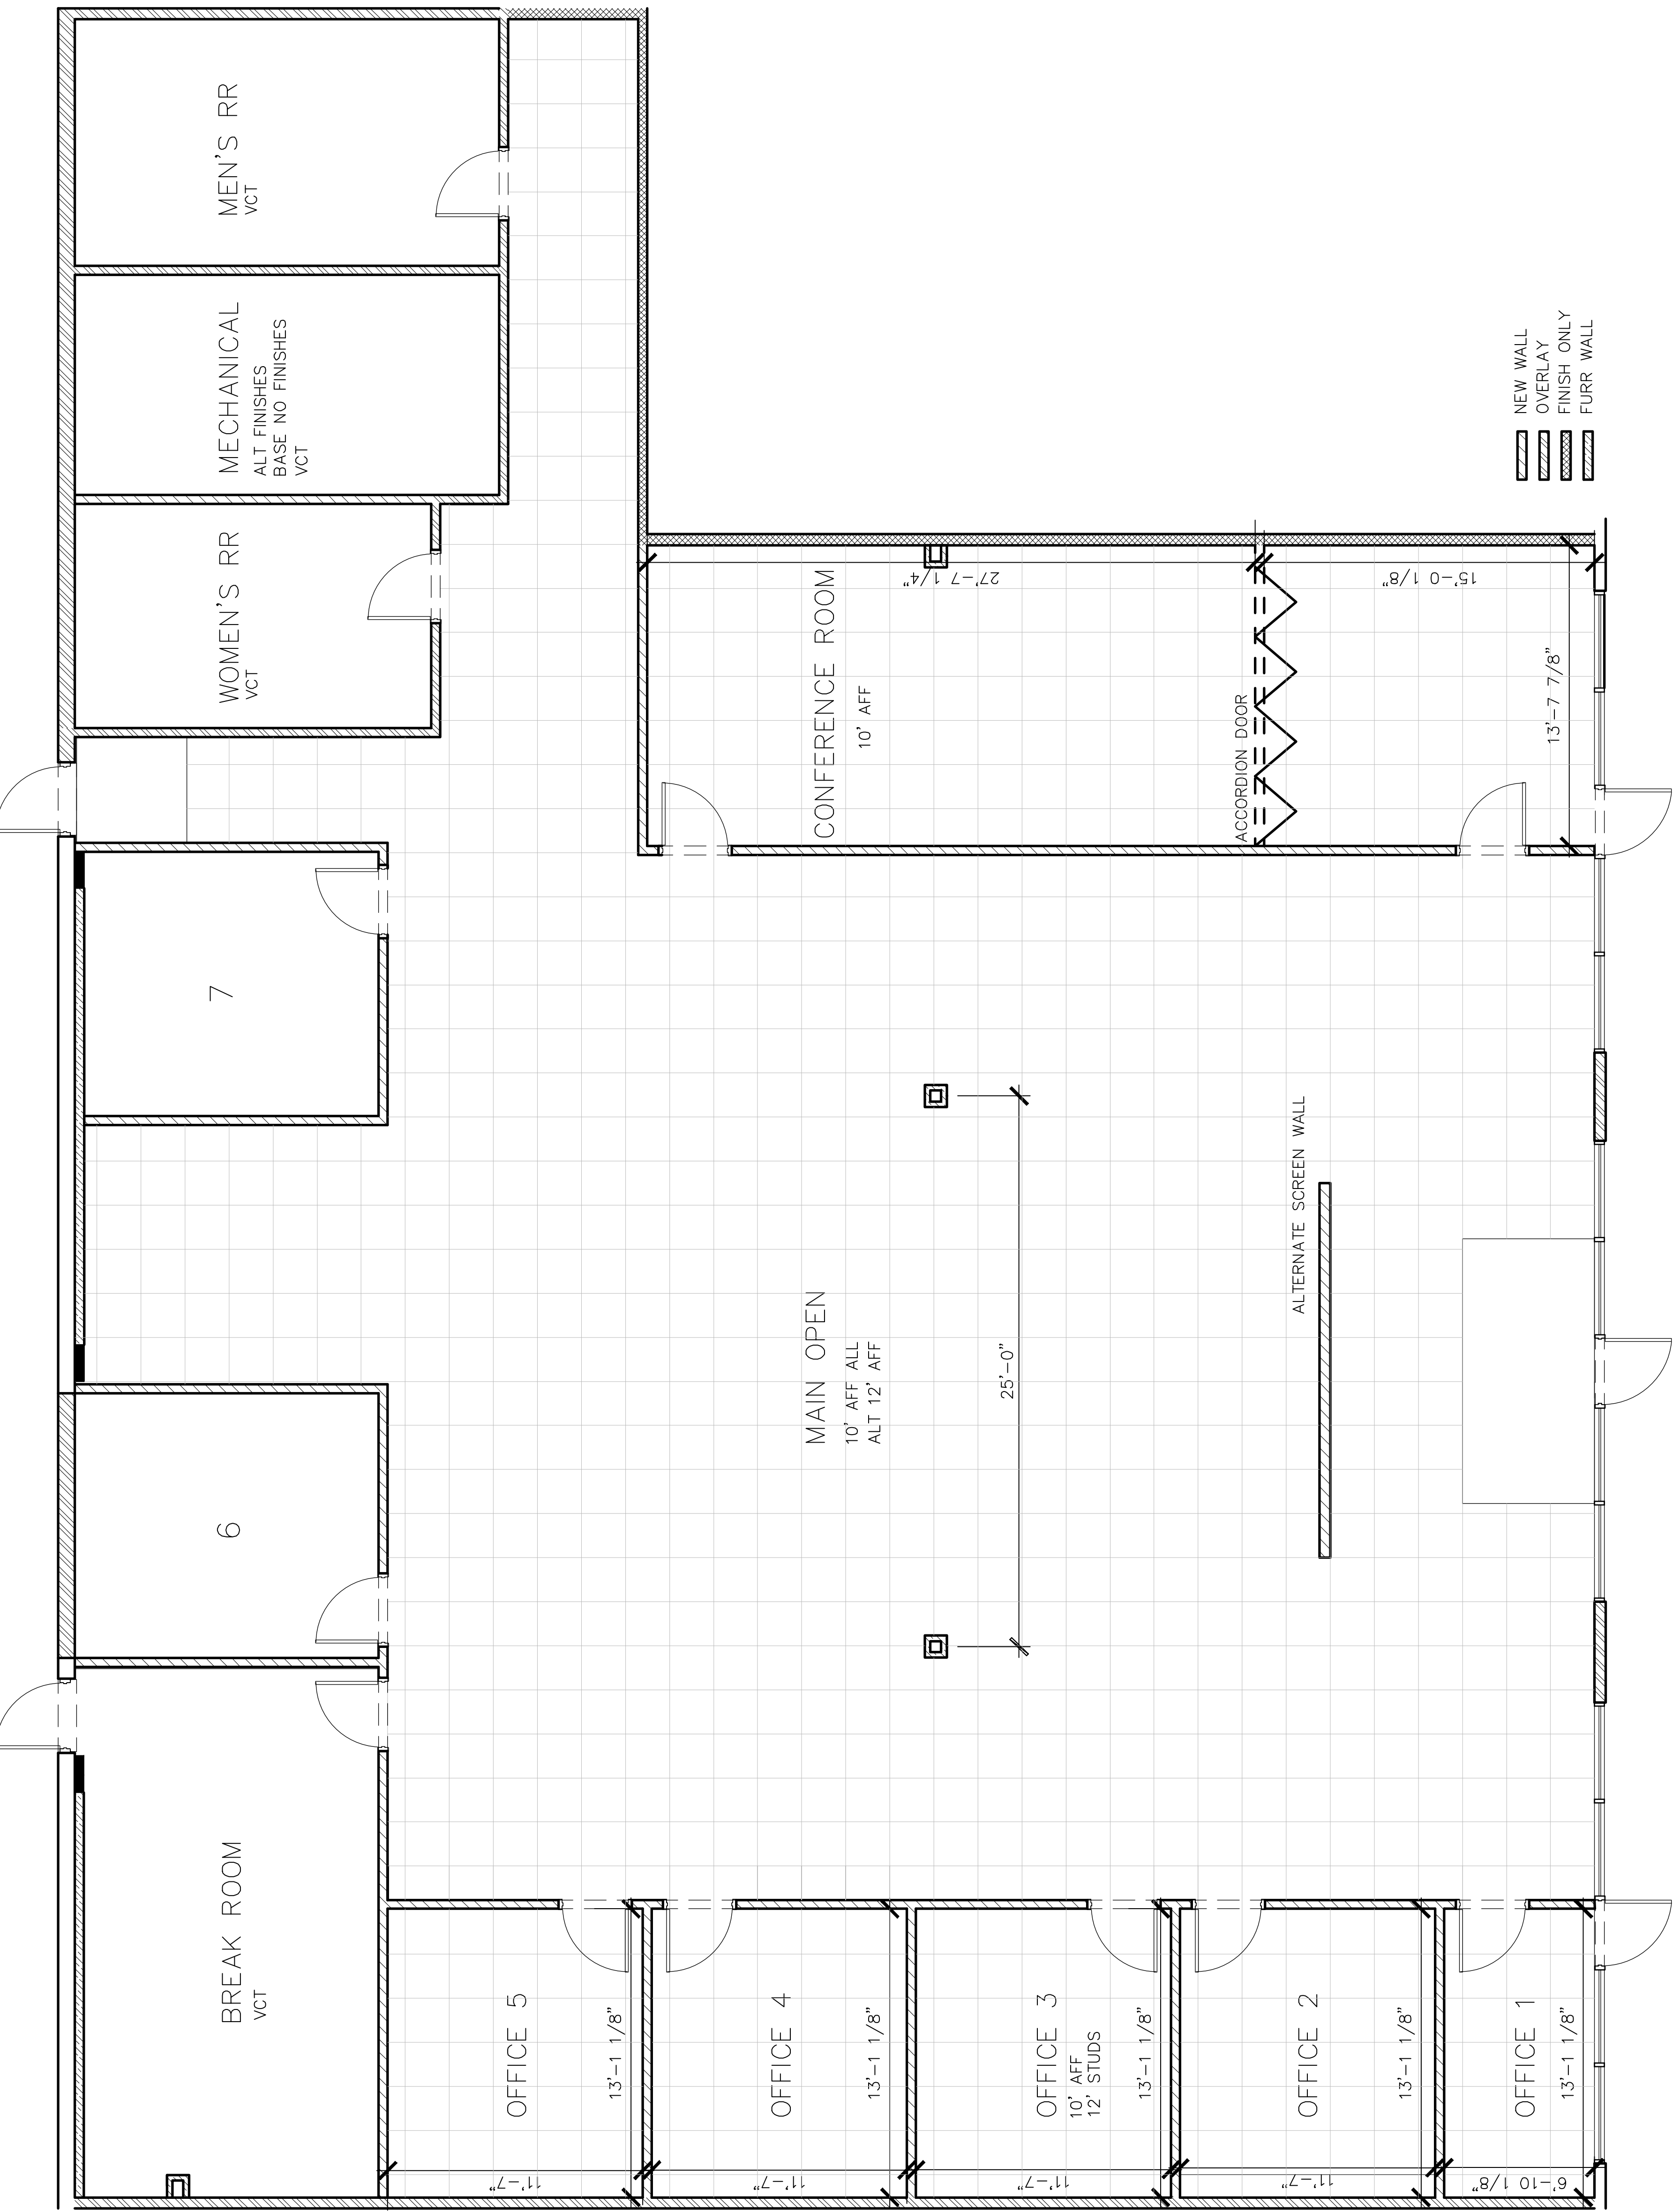 MEN'S RR
VCT
MECHANICAL
ALT FINISHES
BASE NO FINISHES
VCT
WOMEN'S RR
VCT
7
6
BREAK ROOM
VCT
CONFERENCE ROOM
10' AFF
27'-7 1/4"
ACCORDION DOOR
15'-0 1/8"
13'-7 7/8"
NEW WALL
OVERLAY
FINISH ONLY
FURR WALL
MAIN OPEN
10' AFF ALL
ALT 12' AFF
25'-0"
ALTERNATE SCREEN WALL
OFFICE 5
13'-1 1/8"
11'-7"
OFFICE 4
13'-1 1/8"
11'-7"
OFFICE 3
10' AFF
12' STUDS
13'-1 1/8"
11'-7"
OFFICE 2
13'-1 1/8"
11'-7"
OFFICE 1
13'-1 1/8"
6'-10 1/8"